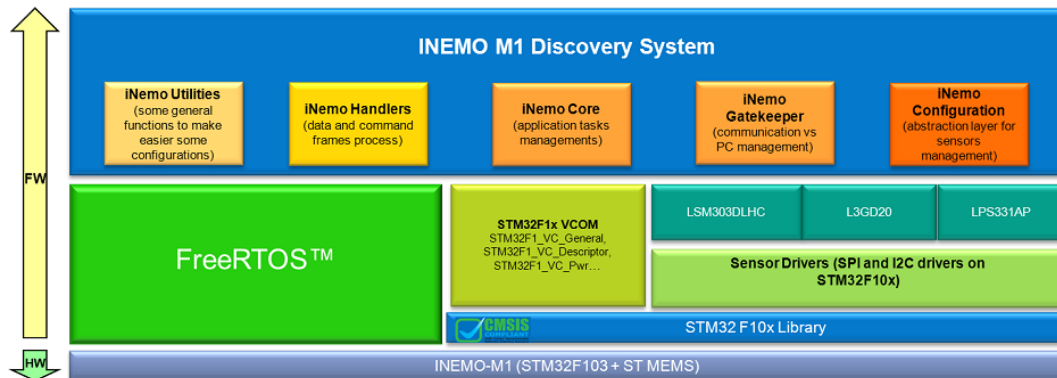 INEMO M1 Discovery System
iNemo Utilities
(some general
functions to make
easier some
configurations)
iNemo Handlers
(data and command
frames process)
iNemo Core
(application tasks
managements)
iNemo
Gatekeeper
(communication vs
PC management)
iNemo
Configuration
(abstraction layer for
sensors
management)
FW
FreeRTOS™
STM32F1x VCOM
STM32F1_VC_General,
STM32F1_VC_Descriptor,
STM32F1_VC_Pwr...
LSM303DLHC
L3GD20
LPS331AP
Sensor Drivers (SPI and I2C drivers on
STM32F10x)
CMSIS
COMPLIANT
STM32 F10x Library
HW
INEMO-M1 (STM32F103 + ST MEMS)